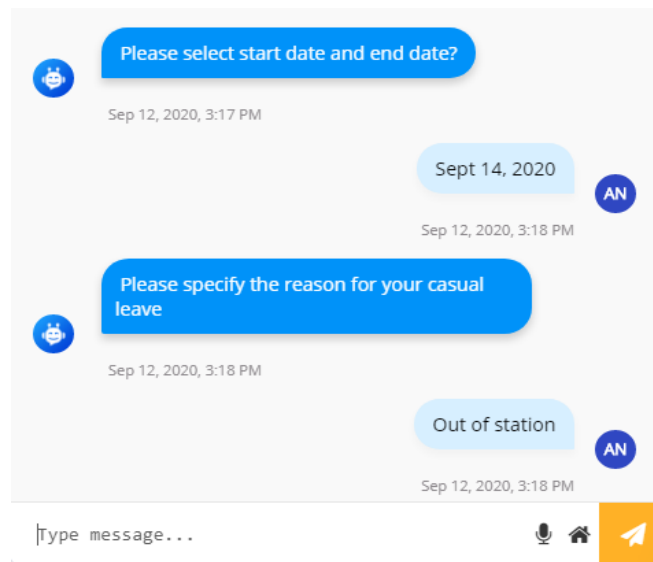 Please select start date and end date?
Sep 12, 2020, 3:17 PM
Sept 14, 2020
AN
Sep 12, 2020, 3:18 PM
Please specify the reason for your casual
leave
Sep 12, 2020, 3:18 PM
Out of station
AN
Sep 12, 2020, 3:18 PM
Type message...